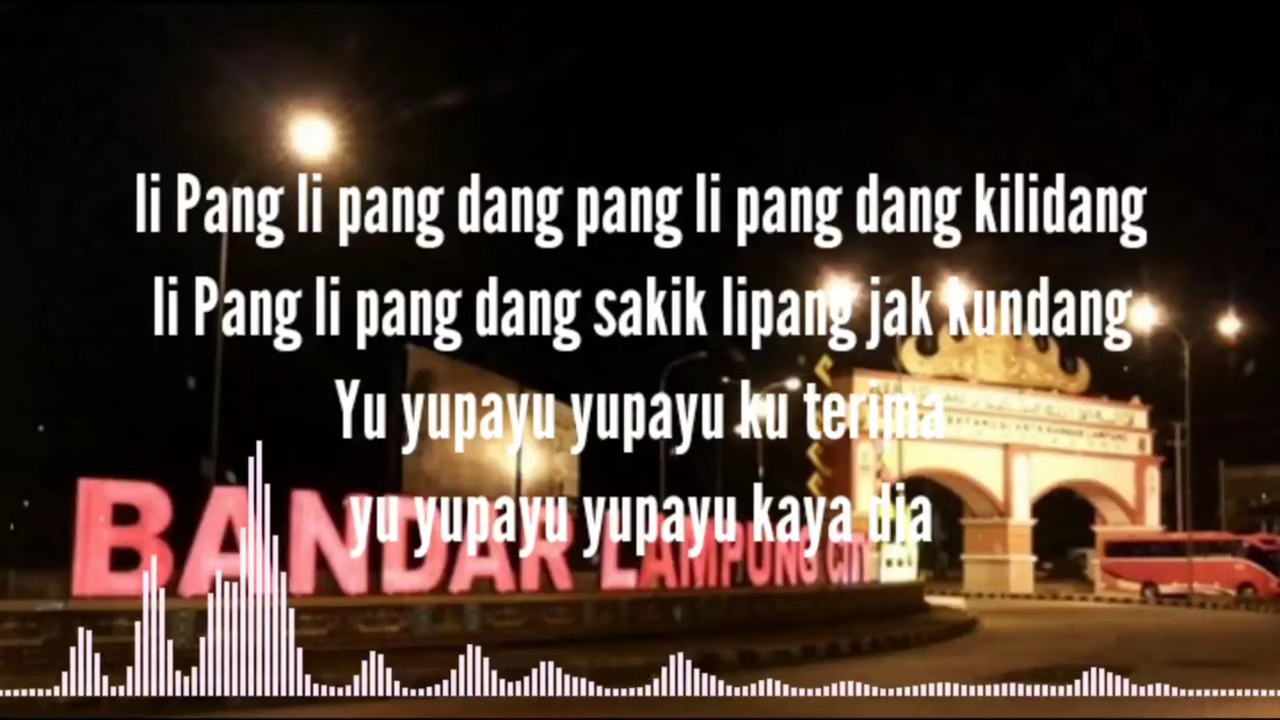 li Pang li pang dang pang li pang dang kilidang
li Pang li pang dang sakik lipang jak kundang
Yu yupayu yupayu ku terima
yu yupayu yupayu kaya dia
BANDAR LAMPUNG CITY